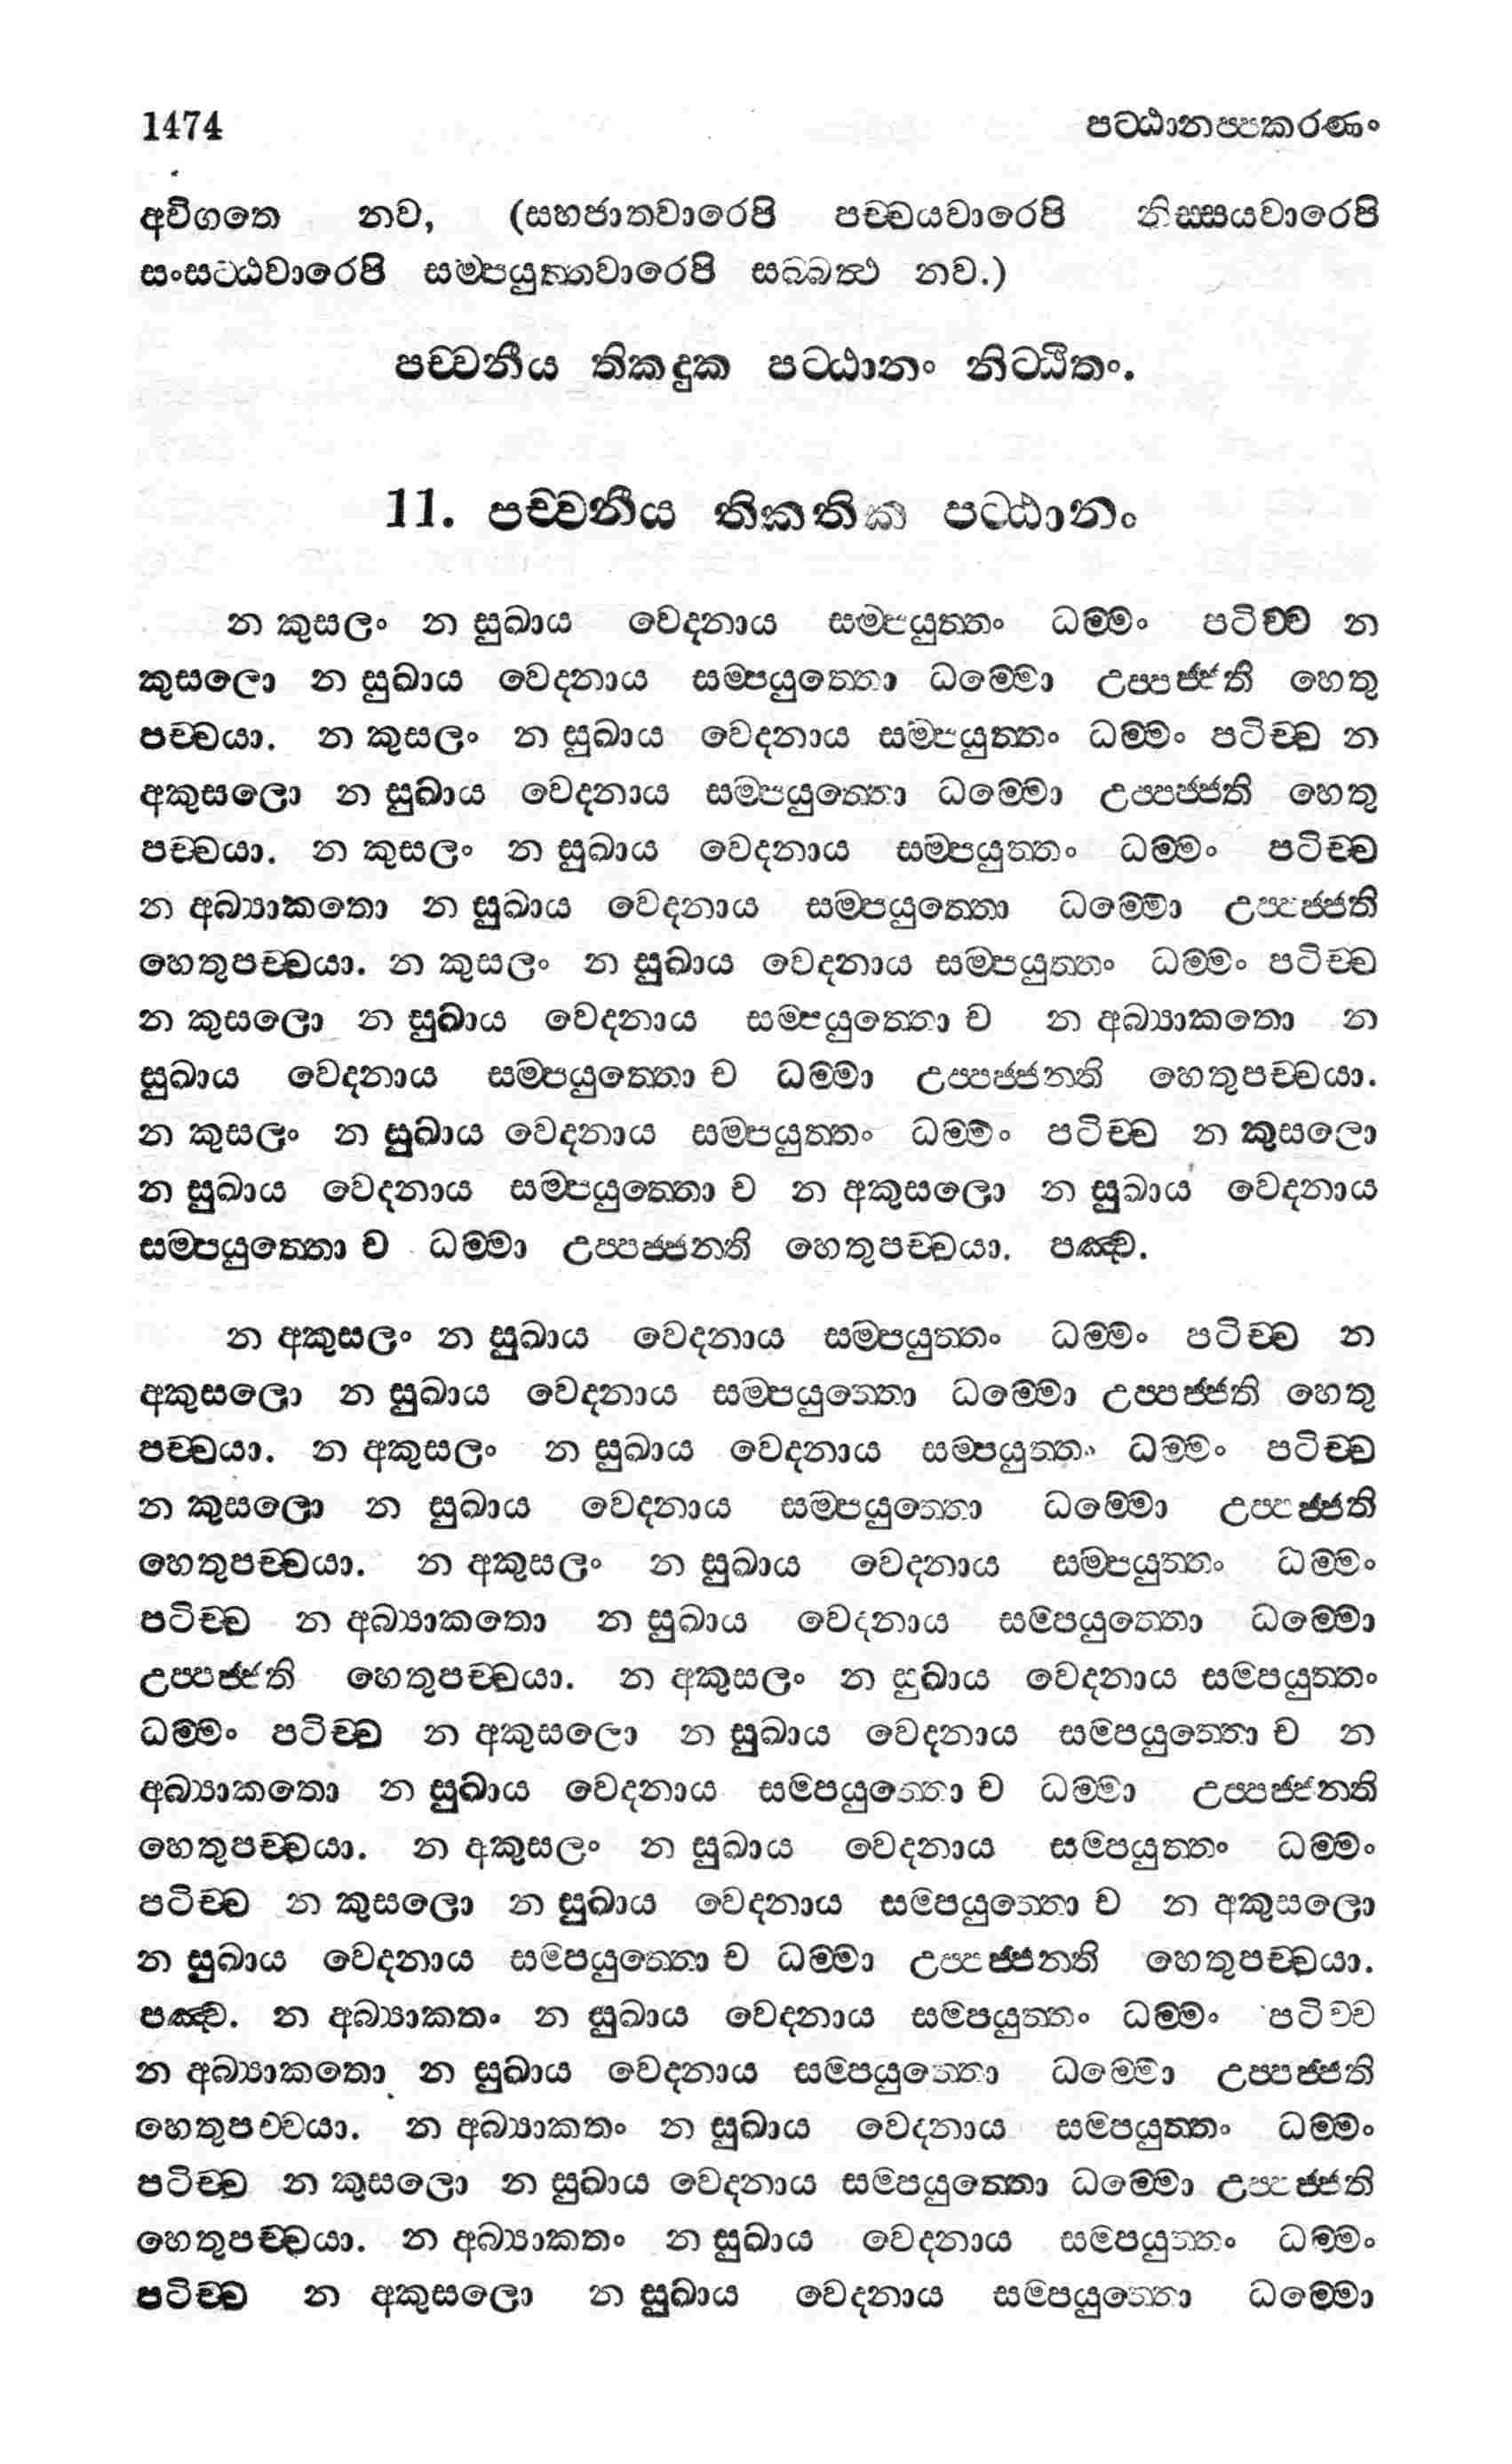 1474 පට්ඨානප්පකරණං
අවිගතෙ නව, (සහජාතවාරෙපි පච්චයවාරෙපි නිස්සයවාරෙපි
සංසට්ඨවාරෙපි සම්පයුත්තවාරෙපි සබ්බත්ථ නව.)
පච්චනීය තිකදුක පට්ඨානං නිට්ඨිතං.
11. පච්චනීය තිකතික පට්ඨානං
න කුසලං න සුඛාය වෙදනාය සම්පයුත්තං ධම්මං පටිච්ච න
කුසලො න සුඛාය වෙදනාය සම්පයුත්තො ධම්මො උප්පජ්ජති හෙතු
පච්චයා. න කුසලං න සුඛාය වෙදනාය සම්පයුත්තං ධම්මං පටිච්ච න
අකුසලො න සුඛාය වෙදනාය සම්පයුත්තො ධම්මො උප්පජ්ජති හෙතු
පච්චයා. න කුසලං න සුඛාය වෙදනාය සම්පයුත්තං ධම්මං පටිච්ච
න අබ්‍යාකතො න සුඛාය වෙදනාය සම්පයුත්තො ධම්මො උප්පජ්ජති
හෙතුපච්චයා. න කුසලං න සුඛාය වෙදනාය සම්පයුත්තං ධම්මං පටිච්ච
න කුසලො න සුඛාය වෙදනාය සම්පයුත්තො ච න අබ්‍යාකතො න
සුඛාය වෙදනාය සම්පයුත්තො ච ධම්මා උප්පජ්ජන්ති හෙතුපච්චයා.
න කුසලං න සුඛාය වෙදනාය සම්පයුත්තං ධම්මං පටිච්ච න කුසලො
න සුඛාය වෙදනාය සම්පයුත්තො ච න අකුසලො න සුඛාය වෙදනාය
සම්පයුත්තො ච ධම්මා උප්පජ්ජන්ති හෙතුපච්චයා. පඤ්ච.
න අකුසලං න සුඛාය වෙදනාය සම්පයුත්තං ධම්මං පටිච්ච න
අකුසලො න සුඛාය වෙදනාය සම්පයුත්තො ධම්මො උප්පජ්ජති හෙතු
පච්චයා. න අකුසලං න සුඛාය වෙදනාය සම්පයුත්තං ධම්මං පටිච්ච
න කුසලො න සුඛාය වෙදනාය සම්පයුත්තො ධම්මො උප්පජ්ජති
හෙතුපච්චයා. න අකුසලං න සුඛාය වෙදනාය සම්පයුත්තං ධම්මං
පටිච්ච න අබ්‍යාකතො න සුඛාය වෙදනාය සම්පයුත්තො ධම්මො
උප්පජ්ජති හෙතුපච්චයා. න අකුසලං න සුඛාය වෙදනාය සම්පයුත්තං
ධම්මං පටිච්ච න අකුසලො න සුඛාය වෙදනාය සම්පයුත්තො ච න
අබ්‍යාකතො න සුඛාය වෙදනාය සම්පයුත්තො ච ධම්මා උප්පජ්ජන්ති
හෙතුපච්චයා. න අකුසලං න සුඛාය වෙදනාය සම්පයුත්තං ධම්මං
පටිච්ච න කුසලො න සුඛාය වෙදනාය සම්පයුත්තො ච න අකුසලො
න සුඛාය වෙදනාය සම්පයුත්තො ච ධම්මා උප්පජ්ජන්ති හෙතුපච්චයා.
පඤ්ච. න අබ්‍යාකතං න සුඛාය වෙදනාය සම්පයුත්තං ධම්මං පටිච්ච
න අබ්‍යාකතො න සුඛාය වෙදනාය සම්පයුත්තො ධම්මො උප්පජ්ජති
හෙතුපච්චයා. න අබ්‍යාකතං න සුඛාය වෙදනාය සම්පයුත්තං ධම්මං
පටිච්ච න කුසලො න සුඛාය වෙදනාය සම්පයුත්තො ධම්මො උප්පජ්ජති
හෙතුපච්චයා. න අබ්‍යාකතං න සුඛාය වෙදනාය සම්පයුත්තං ධම්මං
පටිච්ච න අකුසලො න සුඛාය වෙදනාය සම්පයුත්තො ධම්මො